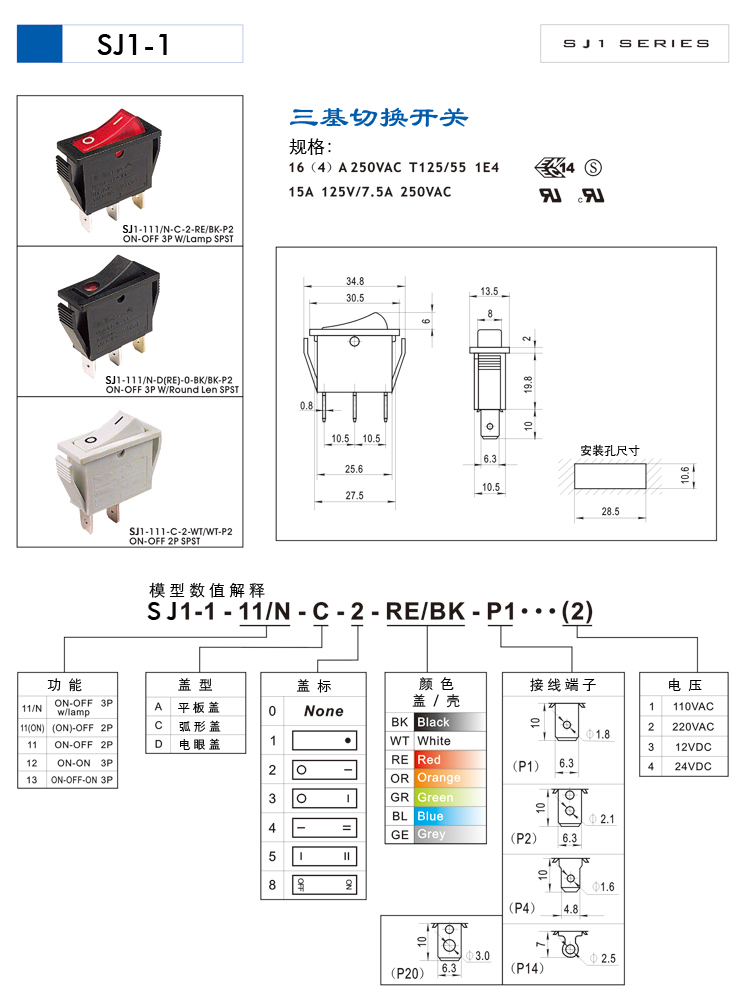 SJ1-1
SJ1 SERIES
三基切换开关
规格:
16（4）A 250VAC T125/55 1E4
14
S
15A 125V/7.5A 250VAC
c
SJ1-111/N-C-2-RE/BK-P2
ON-OFF 3P W/Lamp SPST
SJ1-111/N-D(RE)-0-BK/BK-P2
ON-OFF 3P W/Round Len SPST
SJ1-111-C-2-WT/WT-P2
ON-OFF 2P SPST
34.8
30.5
6
0.8
10.5
10.5
25.6
27.5
13.5
8
2
19.8
10
6.3
10.5
安装孔尺寸
10.6
28.5
模型数值解释
SJ1-1-11/N-C-2-RE/BK-P1···(2)
功能
11/N ON-OFF 3P w/lamp
11(ON) (ON)-OFF 2P
11 ON-OFF 2P
12 ON-ON 3P
13 ON-OFF-ON 3P
盖型
A 平板盖
C 弧形盖
D 电眼盖
盖标
0 None
1
2
3
4
5
8 OFF ON
颜色
盖/壳
BK Black
WT White
RE Red
OR Orange
GR Green
BL Blue
GE Grey
接线端子
10
Φ1.8
(P1) 6.3
10
Φ2.1
(P2) 6.3
10
Φ1.6
(P4) 4.8
7
Φ2.5
(P14)
10
Φ3.0
(P20) 6.3
电压
1 110VAC
2 220VAC
3 12VDC
4 24VDC